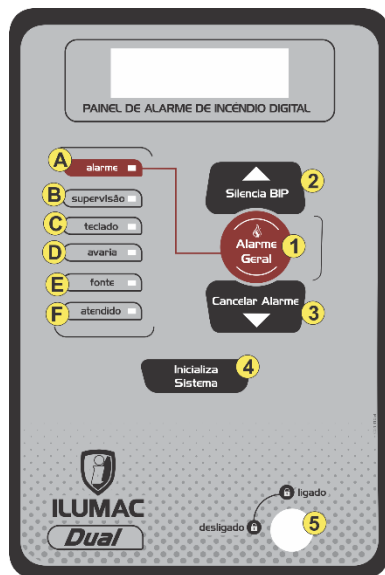 PAINEL DE ALARME DE INCÊNDIO DIGITAL
A
alarme
B
supervisão
C
teclado
D
avaria
E
fonte
F
atendido
Silencia BIP
2
Alarme
Geral
1
Cancelar Alarme
3
Inicializa
Sistema
4
ILUMAC
Dual
ligado
desligado
5